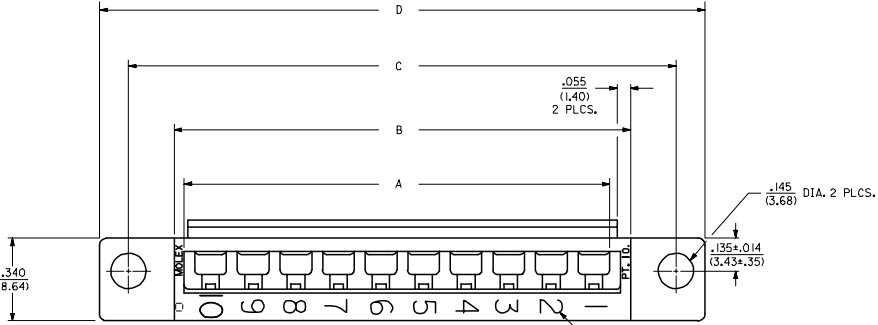 D
C
.055
(1.40)
2 PLCS.
B
A
.145
(3.68) DIA. 2 PLCS.
.340
8.64)
MOLEX
PT. 10.
.135±.014
(3.43±.35)
10 9 8 7 6 5 4 3 2 1